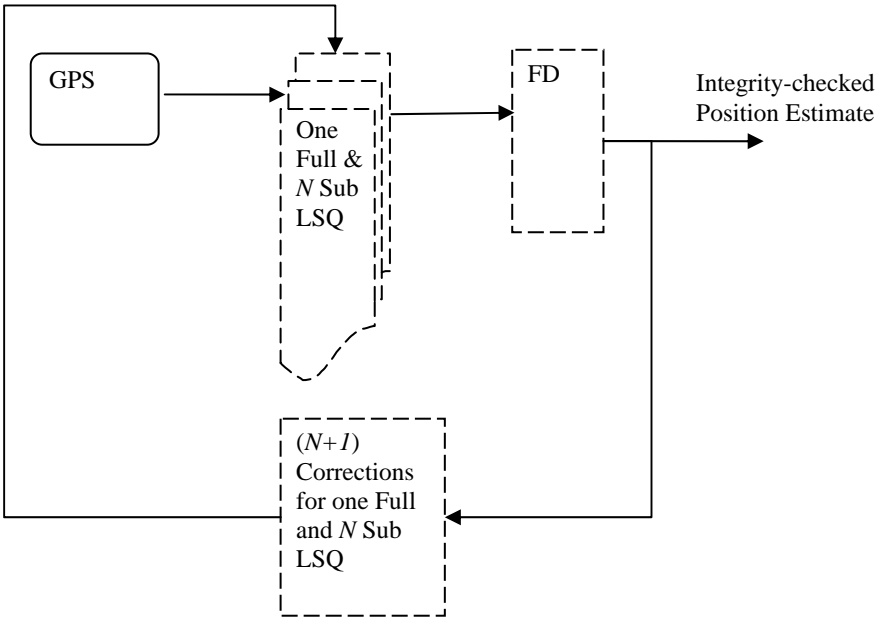 GPS
One
Full &
N Sub
LSQ
FD
Integrity-checked
Position Estimate
(N+1)
Corrections
for one Full
and N Sub
LSQ